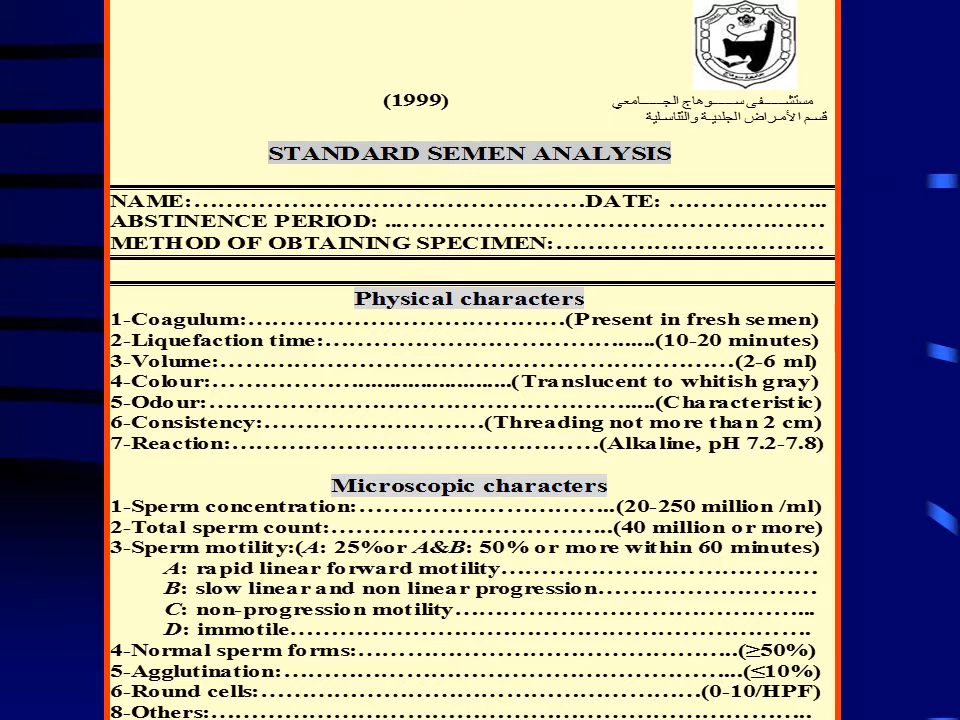 (1999)
مستشفى سوهاج الجامعي
قسم الأمراض الجلدية والتناسلية
STANDARD SEMEN ANALYSIS
NAME:……………………………………………DATE: ………………..
ABSTINENCE PERIOD: ...………………………………………………
METHOD OF OBTAINING SPECIMEN:……………………………
Physical characters
1-Coagulum:…………………………………(Present in fresh semen)
2-Liquefaction time:………………………………......(10-20 minutes)
3-Volume:………………………………………………………(2-6 ml)
4-Colour:………………...........................(Translucent to whitish gray)
5-Odour:…………………………………………….....(Characteristic)
6-Consistency:………………………(Threading not more than 2 cm)
7-Reaction:………………………………………(Alkaline, pH 7.2-7.8)
Microscopic characters
1-Sperm concentration:…………………………..(20-250 million /ml)
2-Total sperm count:……………………………..(40 million or more)
3-Sperm motility:(A: 25%or A&B: 50% or more within 60 minutes)
A: rapid linear forward motility…………………………………
B: slow linear and non linear progression………………………
C: non-progression motility……………………………………...
D: immotile……………………………………………………….
4-Normal sperm forms:………………………………………..(≥50%)
5-Agglutination:………………………………………………....(≤10%)
6-Round cells:………………………………………………(0-10/HPF)
8-Others:………………………………………………………………..